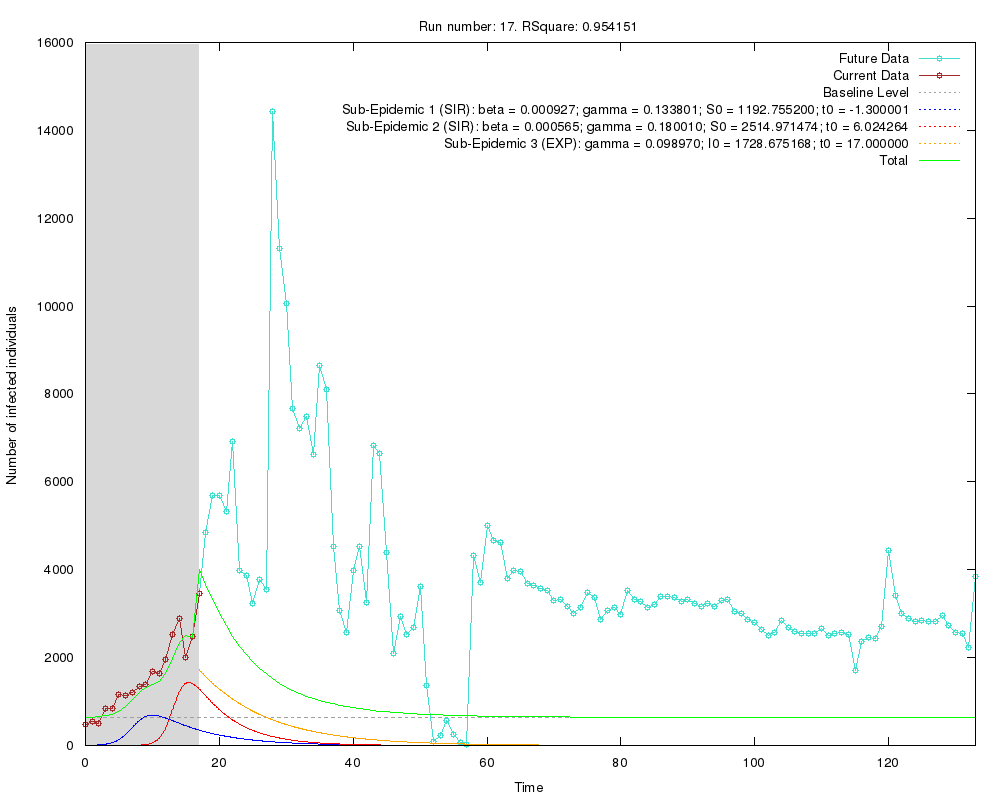 Run number: 17. RSquare: 0.954151
Future Data
Current Data
Baseline Level
Sub-Epidemic 1 (SIR): beta = 0.000927; gamma = 0.133801; S0 = 1192.755200; t0 = -1.300001
Sub-Epidemic 2 (SIR): beta = 0.000565; gamma = 0.180010; S0 = 2514.971474; t0 = 6.024264
Sub-Epidemic 3 (EXP): gamma = 0.098970; I0 = 1728.675168; t0 = 17.000000
Total
Number of infected individuals
16000
14000
12000
10000
8000
6000
4000
2000
0
0 20 40 60 80 100 120
Time